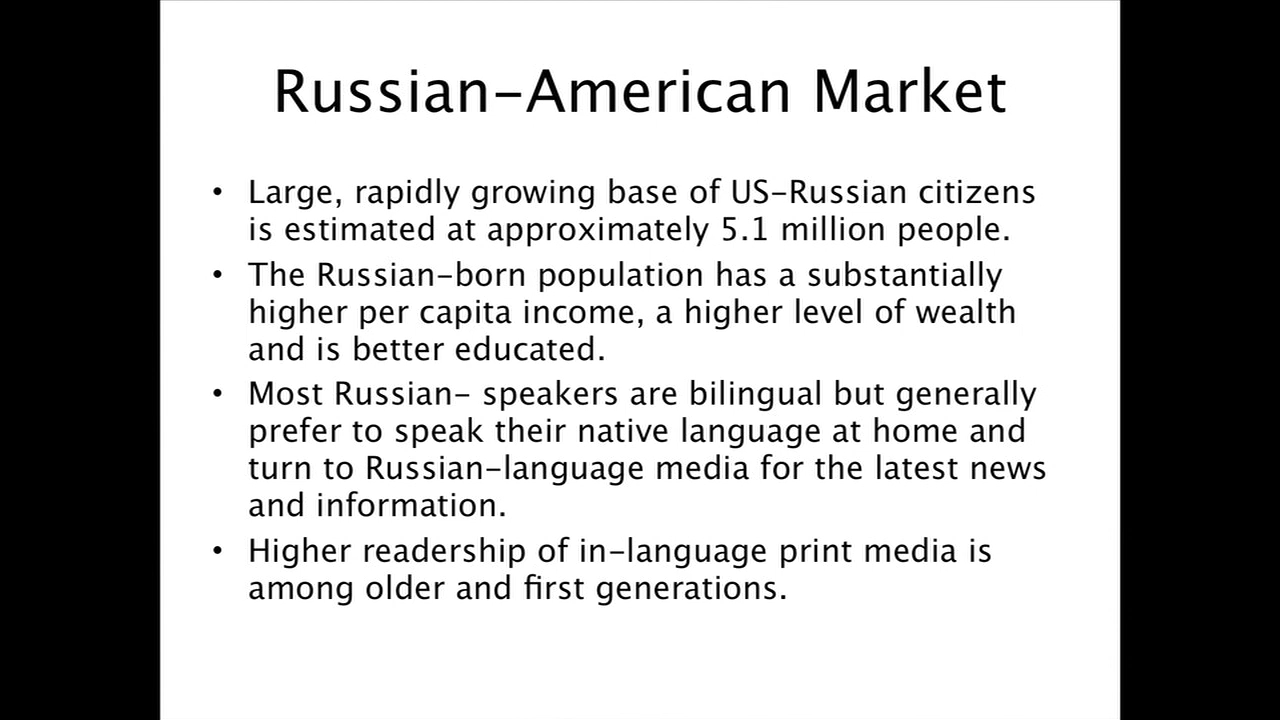 Russian-American Market
• Large, rapidly growing base of US-Russian citizens
is estimated at approximately 5.1 million people.
• The Russian-born population has a substantially
higher per capita income, a higher level of wealth
and is better educated.
• Most Russian- speakers are bilingual but generally
prefer to speak their native language at home and
turn to Russian-language media for the latest news
and information.
• Higher readership of in-language print media is
among older and first generations.